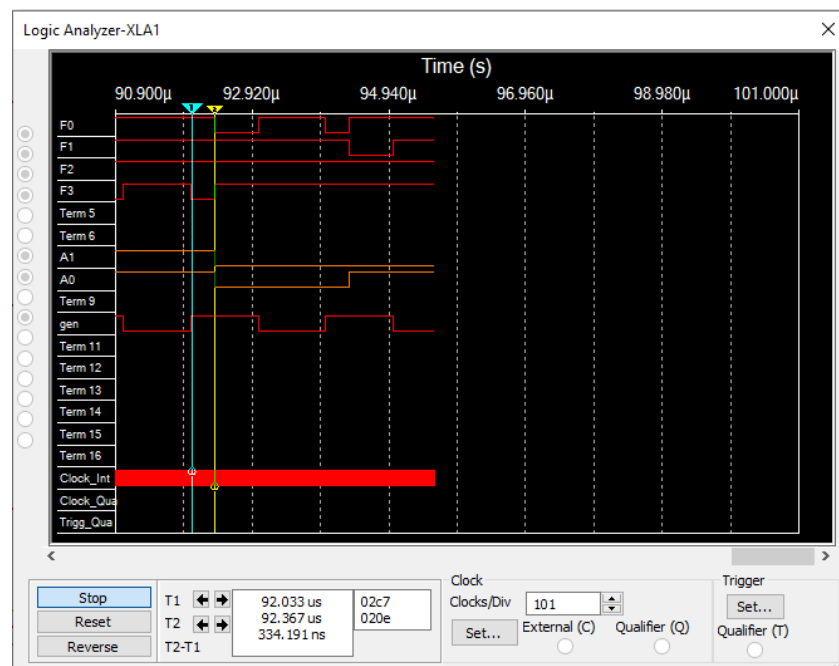 Logic Analyzer-XLA1
Time (s)
90.900µ 92.920µ 94.940µ 96.960µ 98.980µ 101.000µ
1 2
F0
F1
F2
F3
Term 5
Term 6
A1
A0
Term 9
gen
Term 11
Term 12
Term 13
Term 14
Term 15
Term 16
Clock_Int
Clock_Qua
Trigg_Qua
Stop
Reset
Reverse
T1 92.033 us 02c7
T2 92.367 us 020e
T2-T1 334.191 ns
Clock
Clocks/Div 101
Set... External (C) Qualifier (Q)
Trigger
Set...
Qualifier (T)